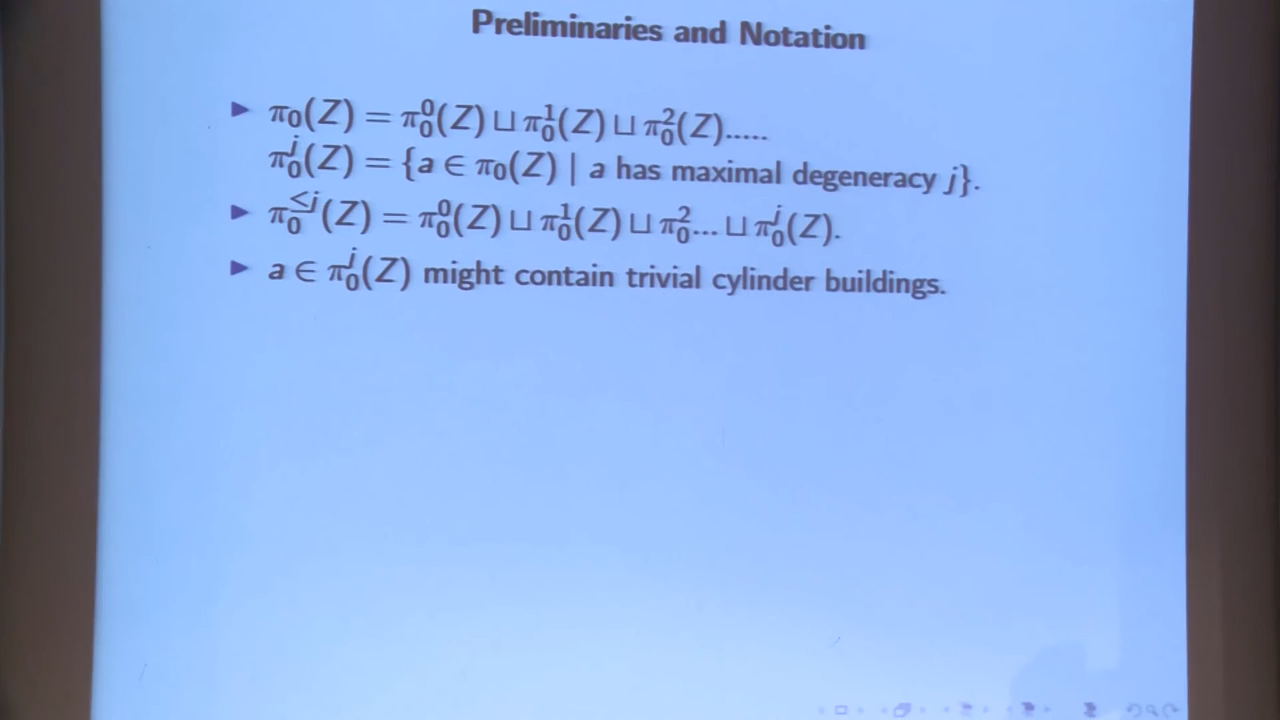 Preliminaries and Notation
▶ π₀(Z) = π₀⁰(Z) ⊔ π₀¹(Z) ⊔ π₀²(Z).....
π₀ʲ(Z) = {a ∈ π₀(Z) | a has maximal degeneracy j}.
▶ π₀^{≤j}(Z) = π₀⁰(Z) ⊔ π₀¹(Z) ⊔ π₀²... ⊔ π₀ʲ(Z).
▶ a ∈ π₀ʲ(Z) might contain trivial cylinder buildings.